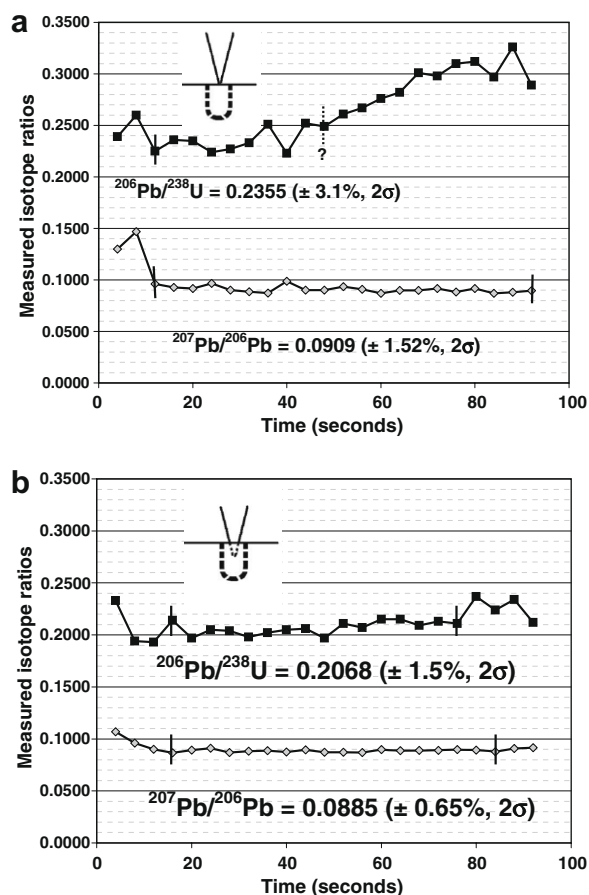 a
0.3500
0.3000
0.2500
0.2000
0.1500
0.1000
0.0500
0.0000
Measured isotope ratios
?
²⁰⁶Pb/²³⁸U = 0.2355 (± 3.1%, 2σ)
²⁰⁷Pb/²⁰⁶Pb = 0.0909 (± 1.52%, 2σ)
0 20 40 60 80 100
Time (seconds)
b
0.3500
0.3000
0.2500
0.2000
0.1500
0.1000
0.0500
0.0000
Measured isotope ratios
²⁰⁶Pb/²³⁸U = 0.2068 (± 1.5%, 2σ)
²⁰⁷Pb/²⁰⁶Pb = 0.0885 (± 0.65%, 2σ)
0 20 40 60 80 100
Time (seconds)